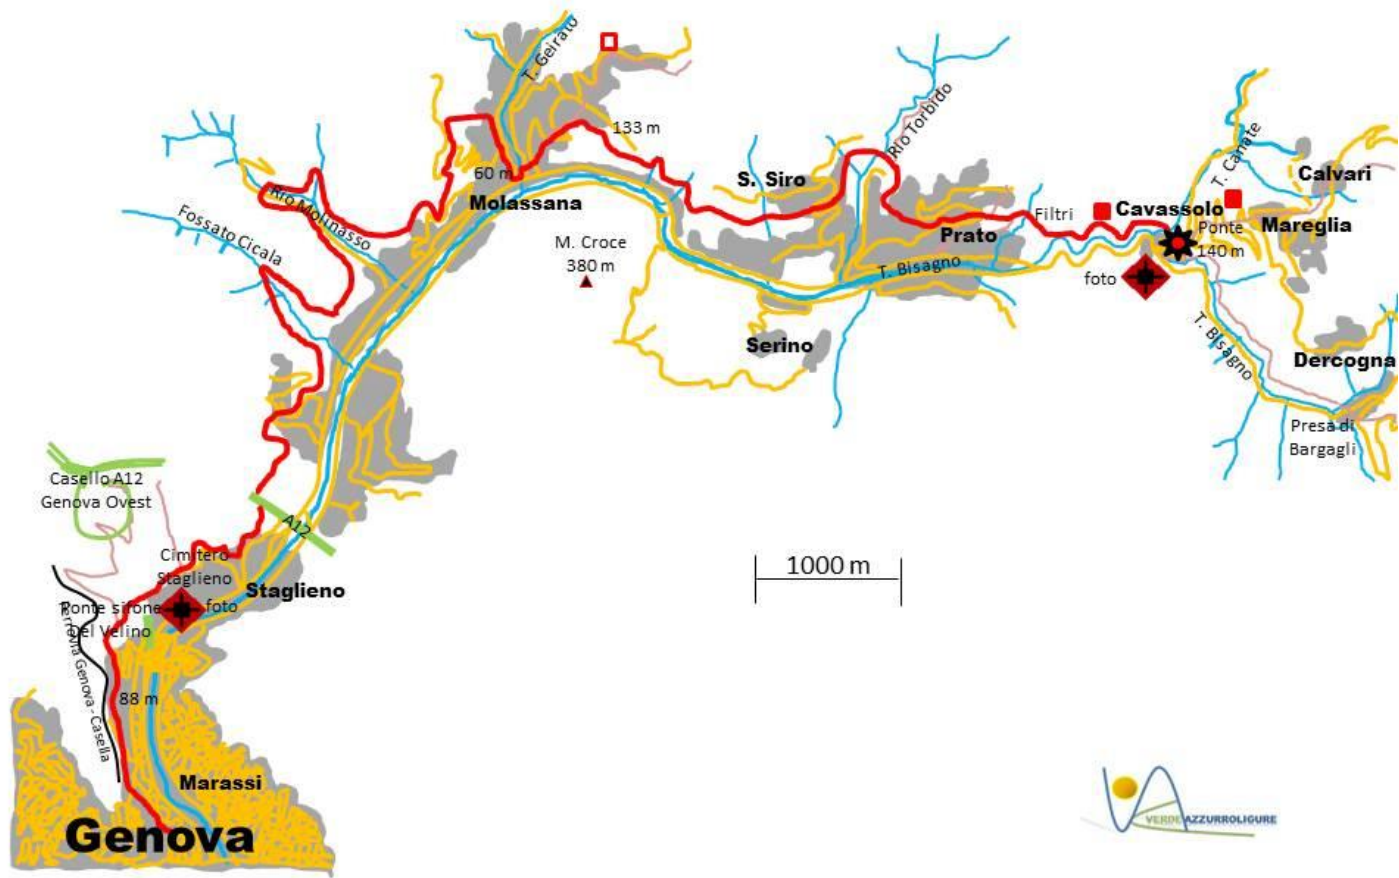 T. Geirato
133 m
60 m
Molassana
Rio Molinasso
Fossato Cicala
M. Croce
380 m
S. Siro
Rio Torbido
Prato
T. Bisagno
Serino
Filtri
Cavassolo
T. Canate
Calvari
Mareglia
Ponte
140 m
foto
T. Bisagno
Dercogna
Presa di
Bargagli
Casello A12
Genova Ovest
A12
Cimitero
Staglieno
Staglieno
Ponte sifone
Del Velino
foto
Ferrovia Genova - Casella
88 m
1000 m
Marassi
Genova
VERDEAZZURROLIGURE